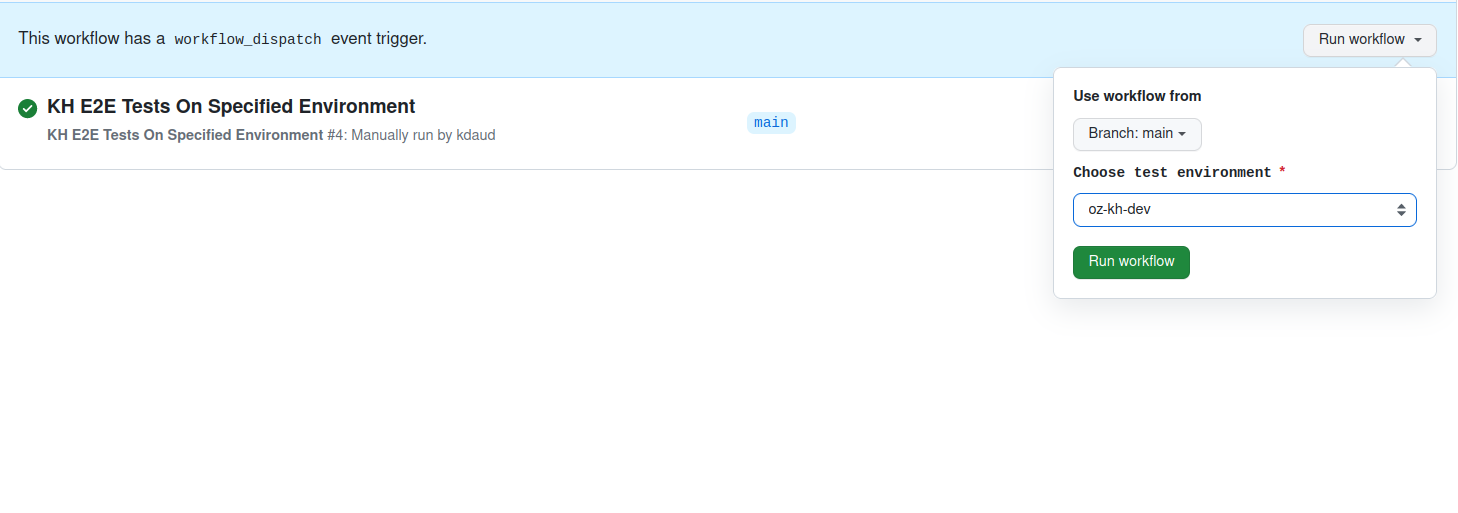 This workflow has a workflow_dispatch event trigger.
Run workflow
KH E2E Tests On Specified Environment
KH E2E Tests On Specified Environment #4: Manually run by kdaud
main
Use workflow from
Branch: main
Choose test environment *
oz-kh-dev
Run workflow